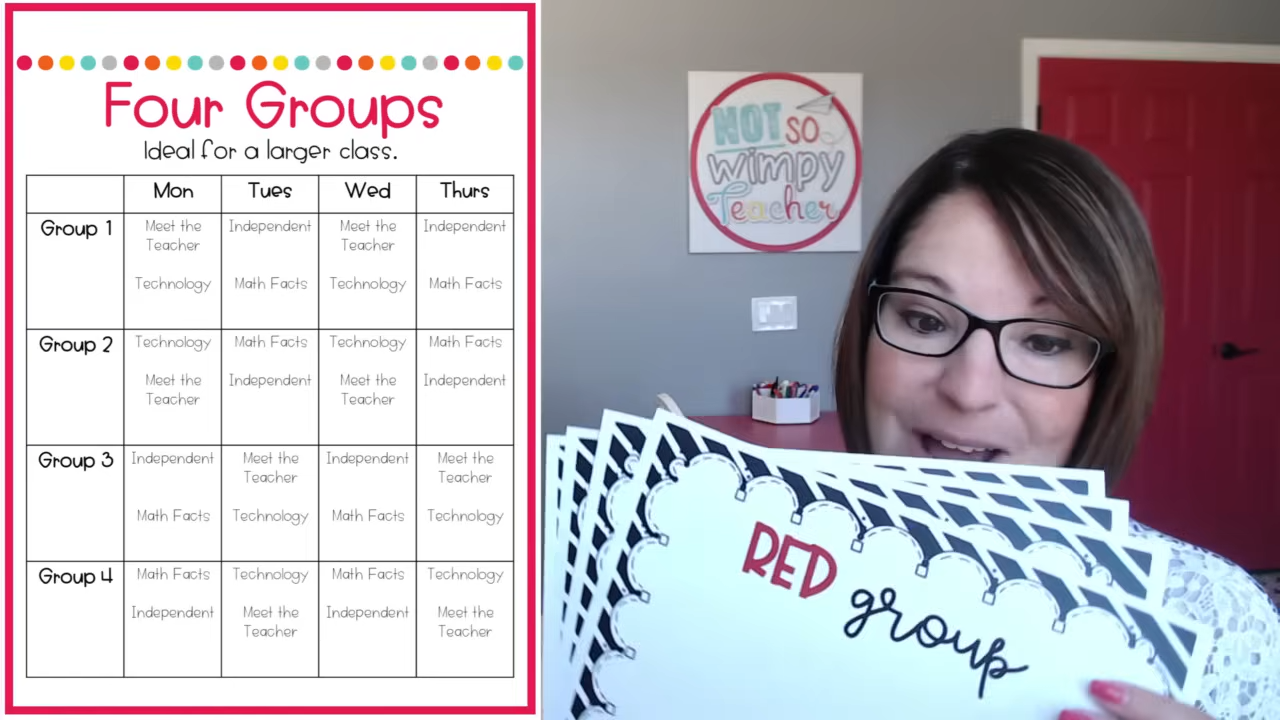 Four Groups
Ideal for a larger class.
Mon Tues Wed Thurs
Group 1
Meet the Teacher
Independent
Meet the Teacher
Independent
Technology
Math Facts
Technology
Math Facts
Group 2
Technology
Math Facts
Technology
Math Facts
Meet the Teacher
Independent
Meet the Teacher
Independent
Group 3
Independent
Meet the Teacher
Independent
Meet the Teacher
Math Facts
Technology
Math Facts
Technology
Group 4
Math Facts
Technology
Math Facts
Technology
Independent
Meet the Teacher
Independent
Meet the Teacher
NOT SO
wimpy
Teacher
RED group